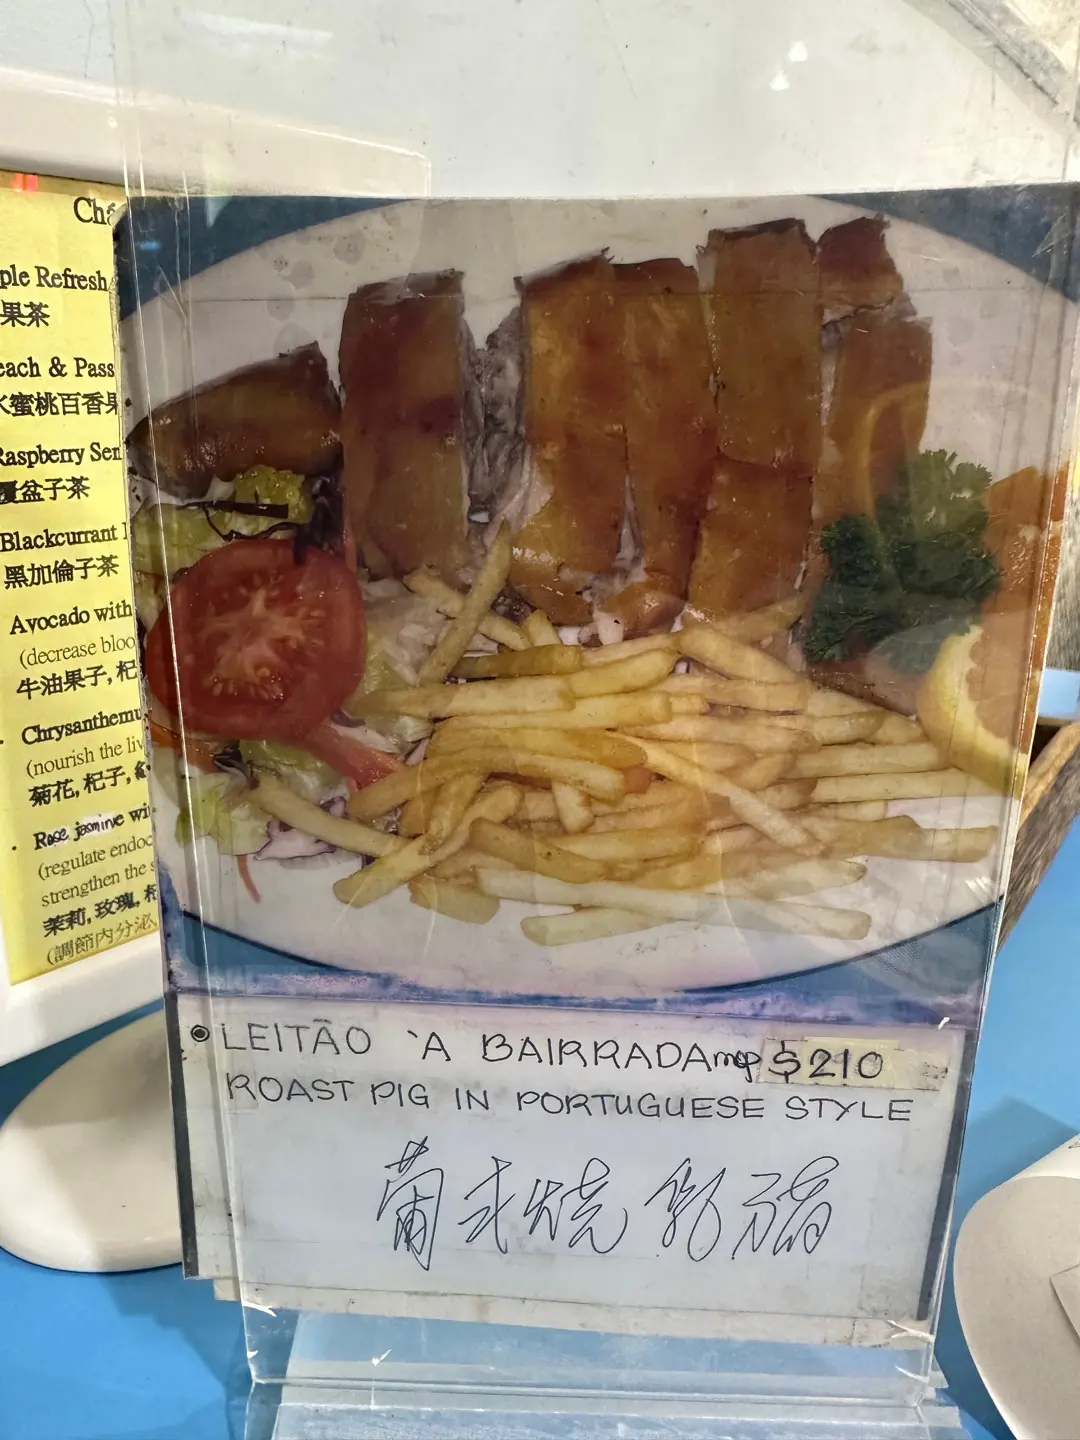 Chá
ple Refresh
果茶
each & Pass
水蜜桃百香果
Raspberry Sen
覆盆子茶
Blackcurrant
黑加倫子茶
Avocado with
(decrease bloo
牛油果子, 杞
Chrysanthemu
(nourish the liv
菊花, 杞子, 紅
Rose jasmine wi
(regulate endoc
strengthen the s
茉莉, 玫瑰,
(調節內分泌,
LEITÃO `A BAIRRADA mop $210
ROAST PIG IN PORTUGUESE STYLE
葡式燒乳豬